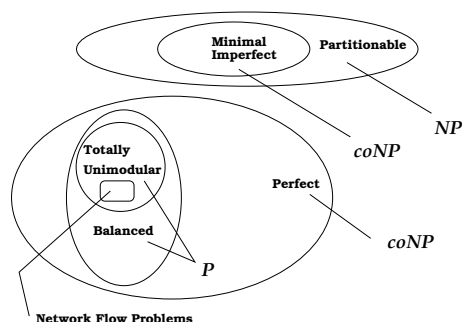 Minimal
Imperfect
Partitionable
NP
coNP
Totally
Unimodular
Perfect
Balanced
coNP
P
Network Flow Problems